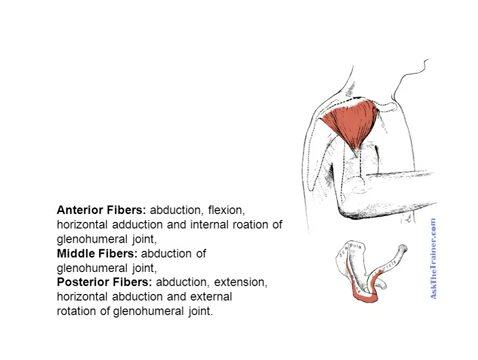 Anterior Fibers: abduction, flexion,
horizontal adduction and internal roation of
glenohumeral joint,
Middle Fibers: abduction of
glenohumeral joint,
Posterior Fibers: abduction, extension,
horizontal abduction and external
rotation of glenohumeral joint.
AskTheTrainer.com